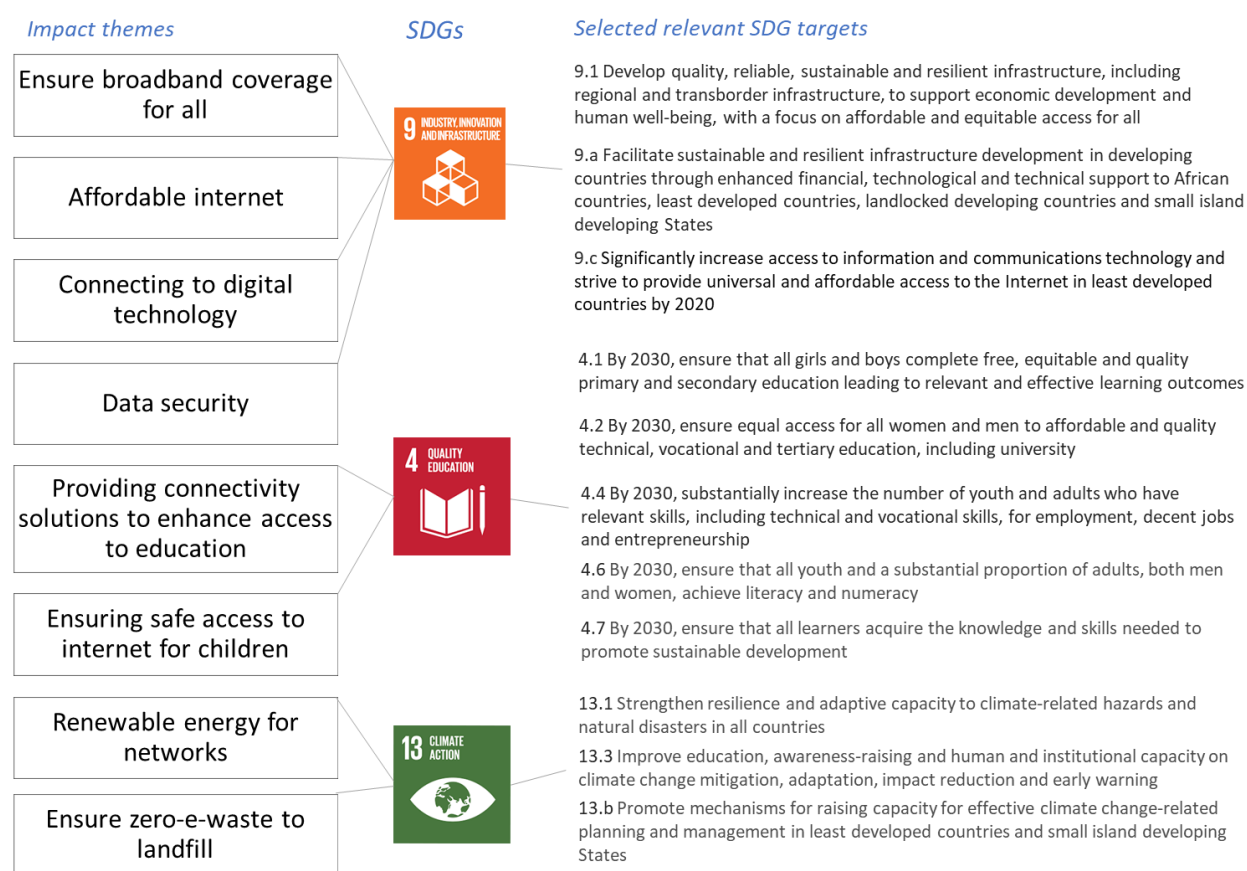 Impact themes
SDGs
Selected relevant SDG targets
Ensure broadband coverage
for all
Affordable internet
Connecting to digital
technology
Data security
Providing connectivity
solutions to enhance access
to education
Ensuring safe access to
internet for children
Renewable energy for
networks
Ensure zero-e-waste to
landfill
9 INDUSTRY, INNOVATION
AND INFRASTRUCTURE
4 QUALITY
EDUCATION
13 CLIMATE
ACTION
9.1 Develop quality, reliable, sustainable and resilient infrastructure, including
regional and transborder infrastructure, to support economic development and
human well-being, with a focus on affordable and equitable access for all
9.a Facilitate sustainable and resilient infrastructure development in developing
countries through enhanced financial, technological and technical support to African
countries, least developed countries, landlocked developing countries and small island
developing States
9.c Significantly increase access to information and communications technology and
strive to provide universal and affordable access to the Internet in least developed
countries by 2020
4.1 By 2030, ensure that all girls and boys complete free, equitable and quality
primary and secondary education leading to relevant and effective learning outcomes
4.2 By 2030, ensure equal access for all women and men to affordable and quality
technical, vocational and tertiary education, including university
4.4 By 2030, substantially increase the number of youth and adults who have
relevant skills, including technical and vocational skills, for employment, decent jobs
and entrepreneurship
4.6 By 2030, ensure that all youth and a substantial proportion of adults, both men
and women, achieve literacy and numeracy
4.7 By 2030, ensure that all learners acquire the knowledge and skills needed to
promote sustainable development
13.1 Strengthen resilience and adaptive capacity to climate-related hazards and
natural disasters in all countries
13.3 Improve education, awareness-raising and human and institutional capacity on
climate change mitigation, adaptation, impact reduction and early warning
13.b Promote mechanisms for raising capacity for effective climate change-related
planning and management in least developed countries and small island developing
States